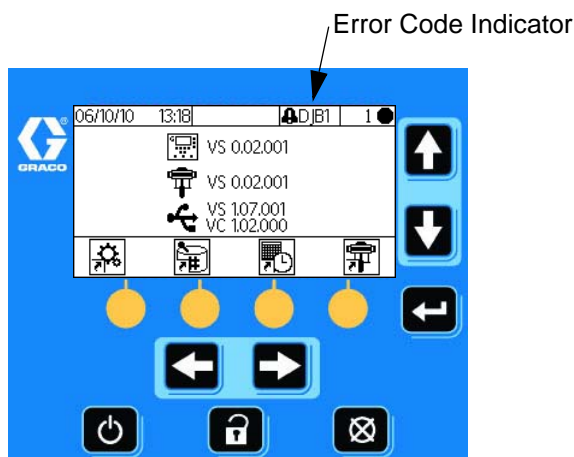 Error Code Indicator
06/10/10 13:18 DJB1 1
GRACO
VS 0.02.001
VS 0.02.001
VS 1.07.001
VC 1.02.000
#